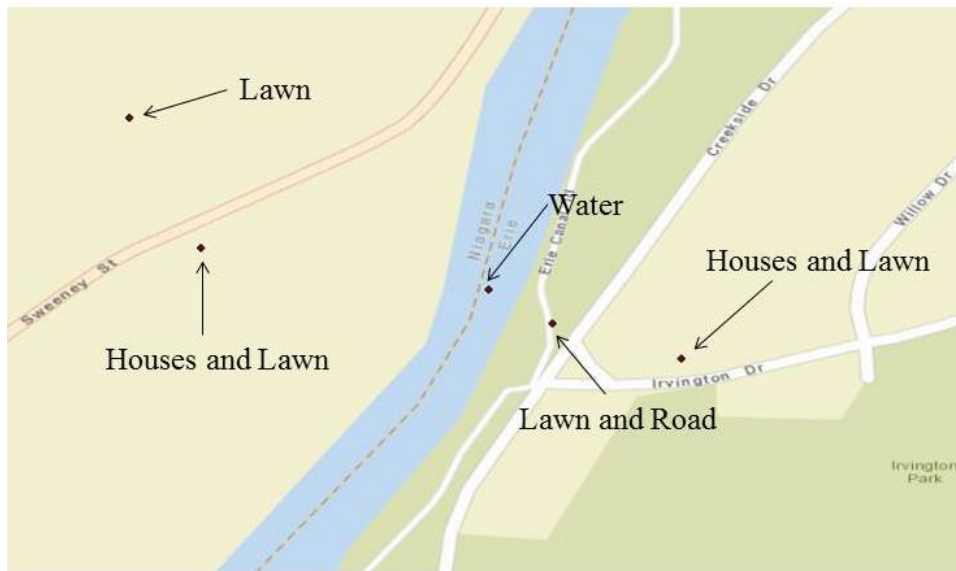 Lawn
Creekside Dr
Willow Dr
Water
Niagara
Erie
Erie Canal
Houses and Lawn
Sweeney St
Houses and Lawn
Irvington Dr
Lawn and Road
Irvington
Park